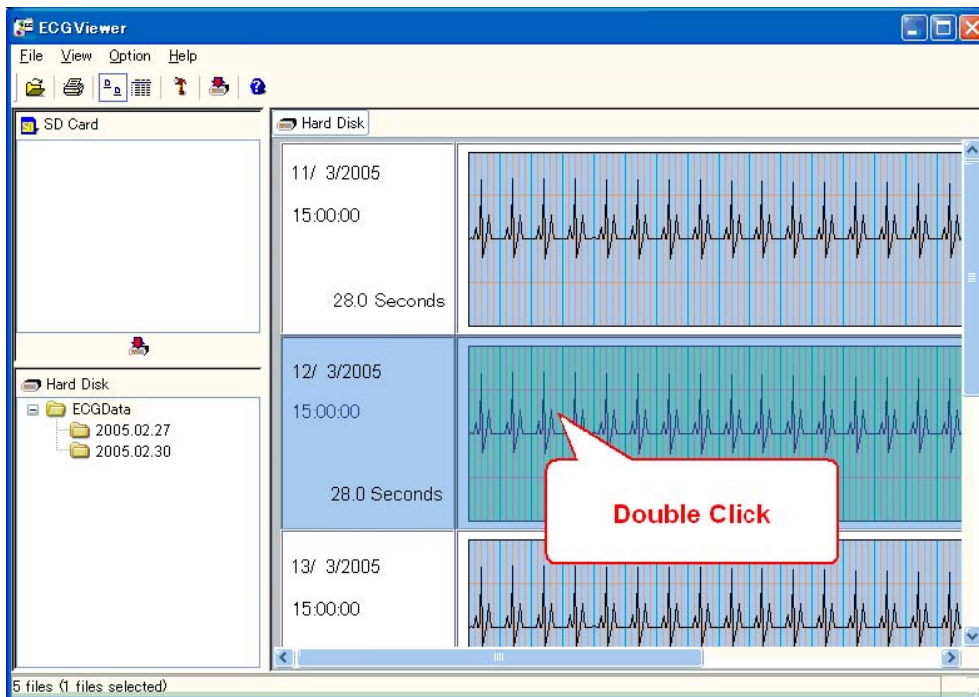 ECGViewer
File View Option Help
SD Card
Hard Disk
ECGData
2005.02.27
2005.02.30
Hard Disk
11/ 3/2005
15:00:00
28.0 Seconds
12/ 3/2005
15:00:00
28.0 Seconds
Double Click
13/ 3/2005
15:00:00
5 files (1 files selected)